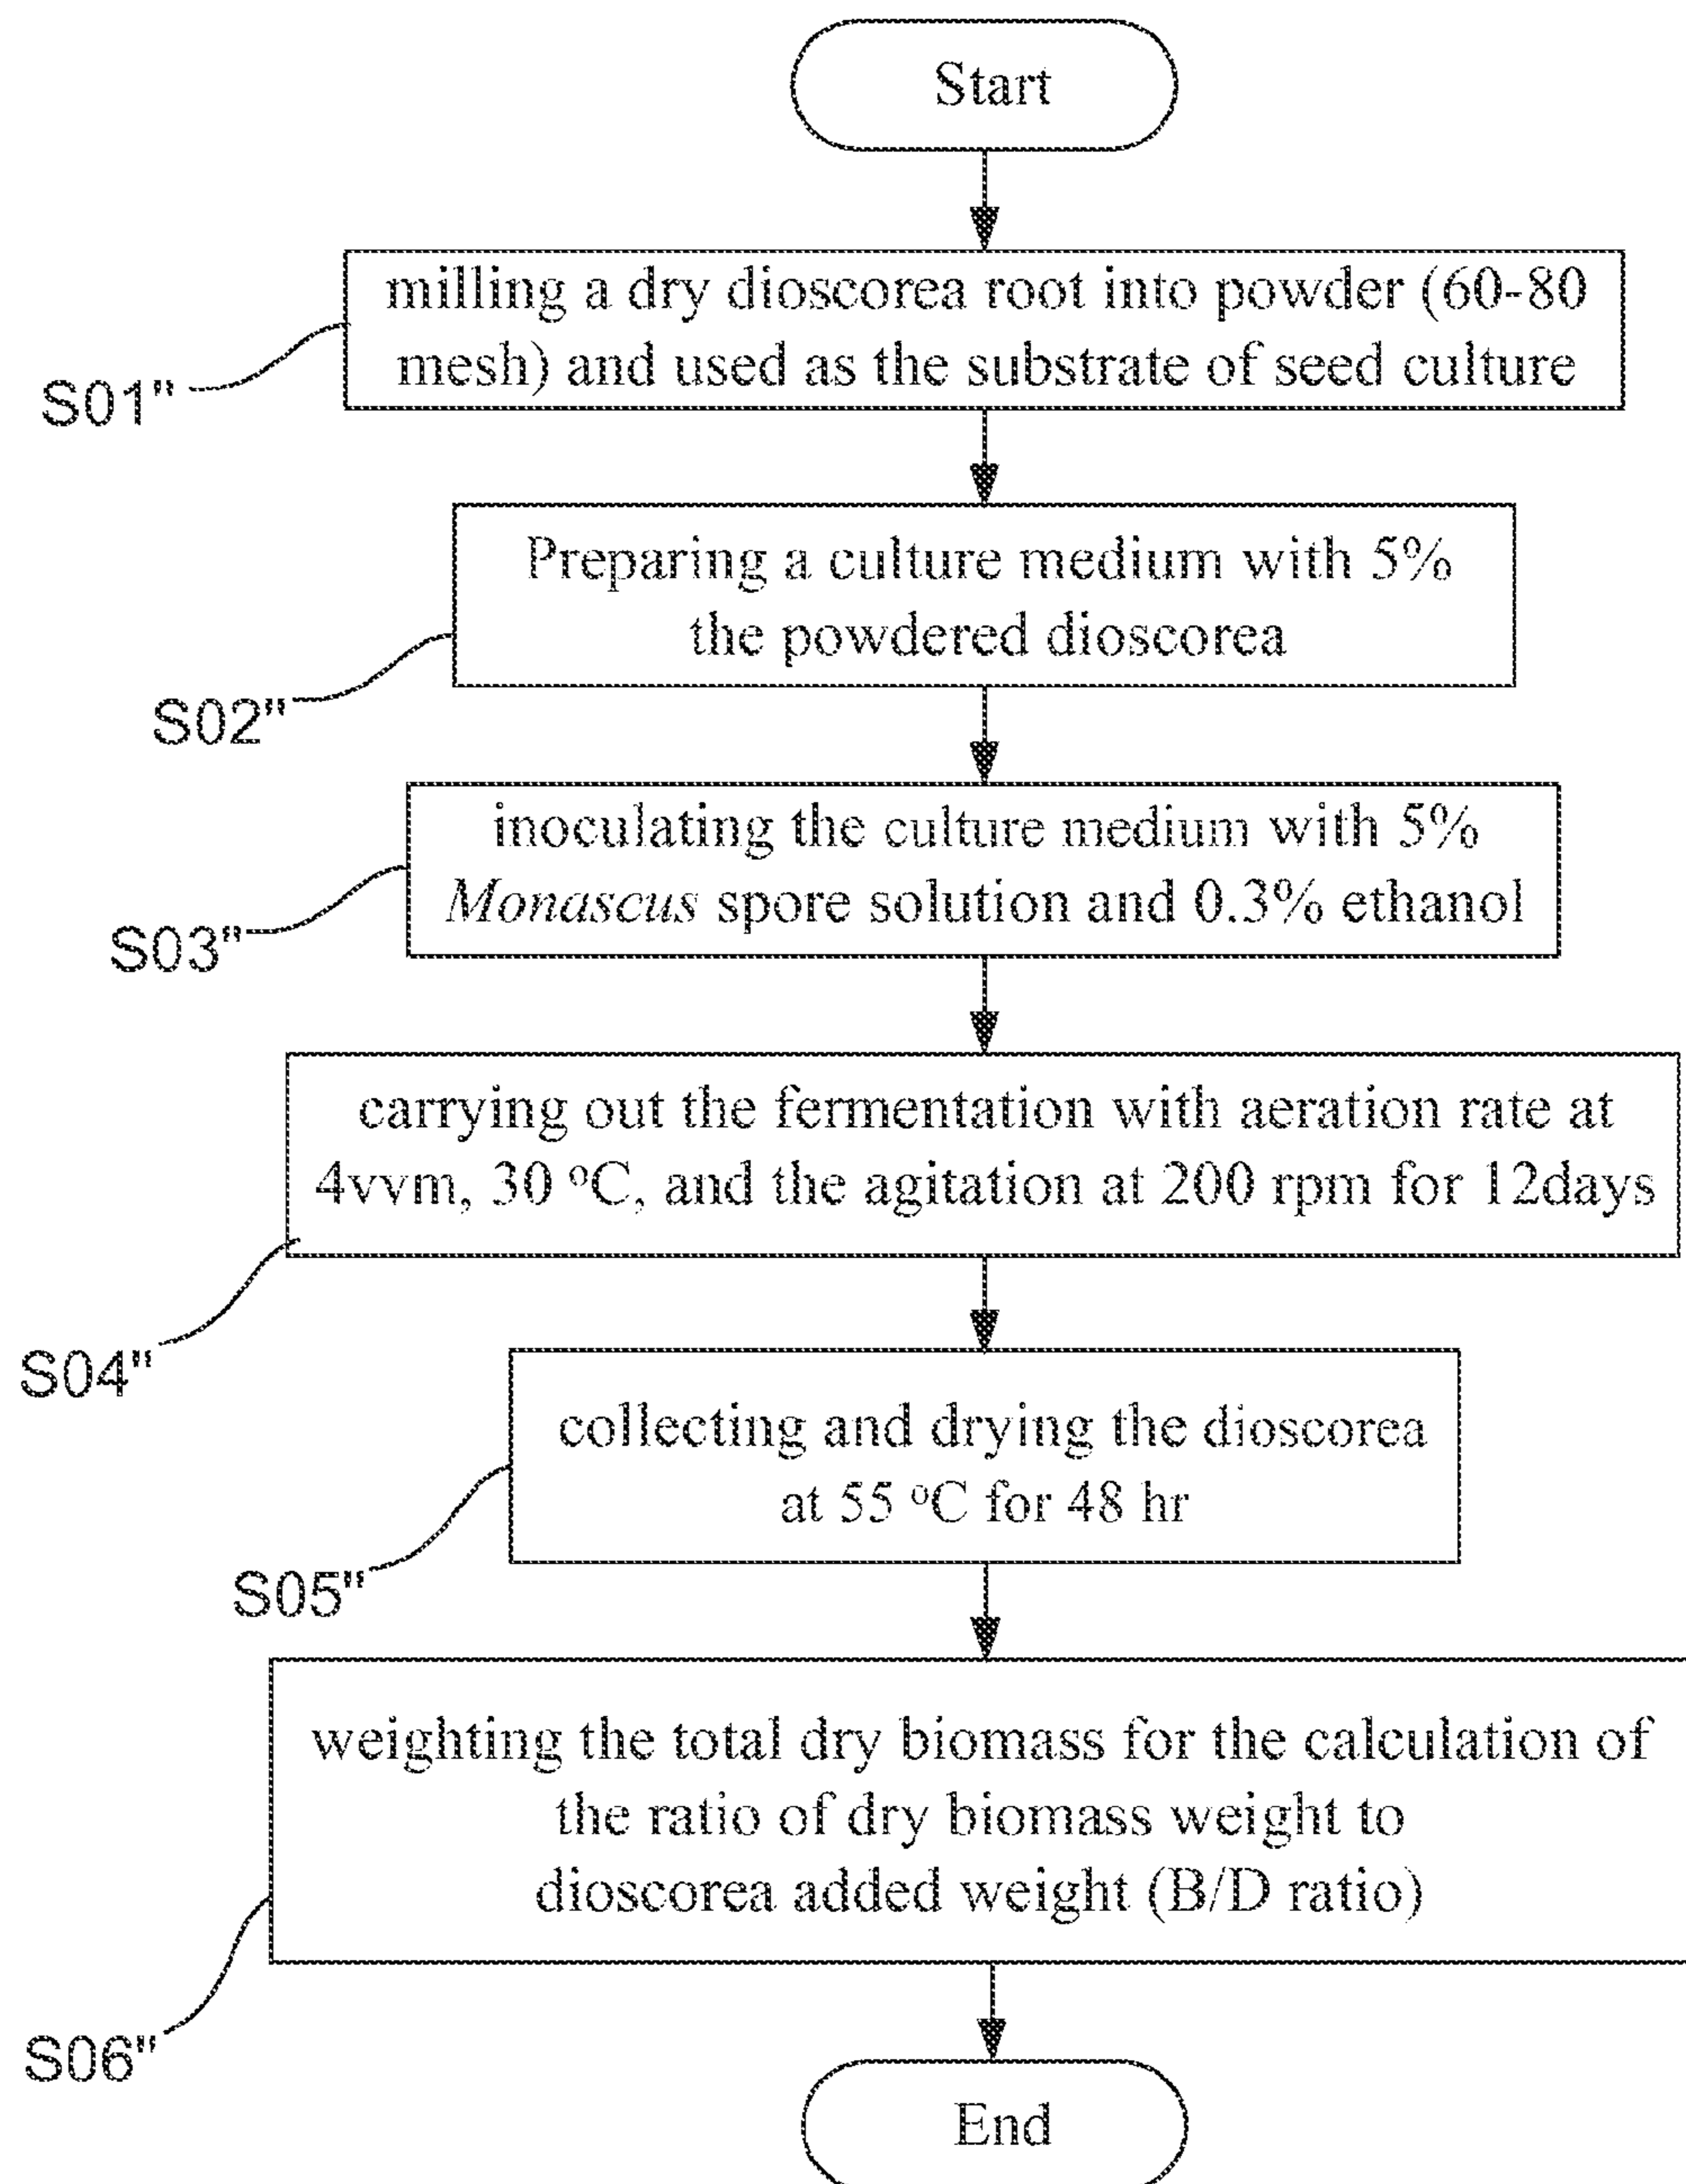 Start
milling a dry dioscorea root into powder (60-80
mesh) and used as the substrate of seed culture
S01"
Preparing a culture medium with 5%
the powdered dioscorea
S02"
inoculating the culture medium with 5%
Monascus spore solution and 0.3% ethanol
S03"
carrying out the fermentation with aeration rate at
4vvm, 30 °C, and the agitation at 200 rpm for 12days
S04"
collecting and drying the dioscorea
at 55 °C for 48 hr
S05"
weighting the total dry biomass for the calculation of
the ratio of dry biomass weight to
dioscorea added weight (B/D ratio)
S06"
End